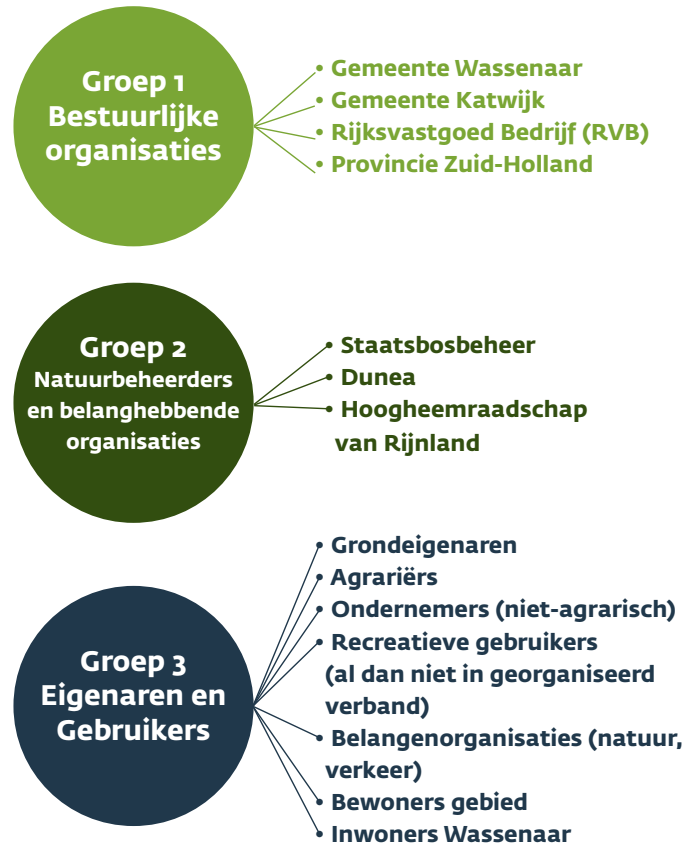 Groep 1
Bestuurlijke
organisaties
• Gemeente Wassenaar
• Gemeente Katwijk
• Rijksvastgoed Bedrijf (RVB)
• Provincie Zuid-Holland
Groep 2
Natuurbeheerders
en belanghebbende
organisaties
• Staatsbosbeheer
• Dunea
• Hoogheemraadschap
van Rijnland
Groep 3
Eigenaren en
Gebruikers
• Grondeigenaren
• Agrariërs
• Ondernemers (niet-agrarisch)
• Recreatieve gebruikers
(al dan niet in georganiseerd
verband)
• Belangenorganisaties (natuur,
verkeer)
• Bewoners gebied
• Inwoners Wassenaar